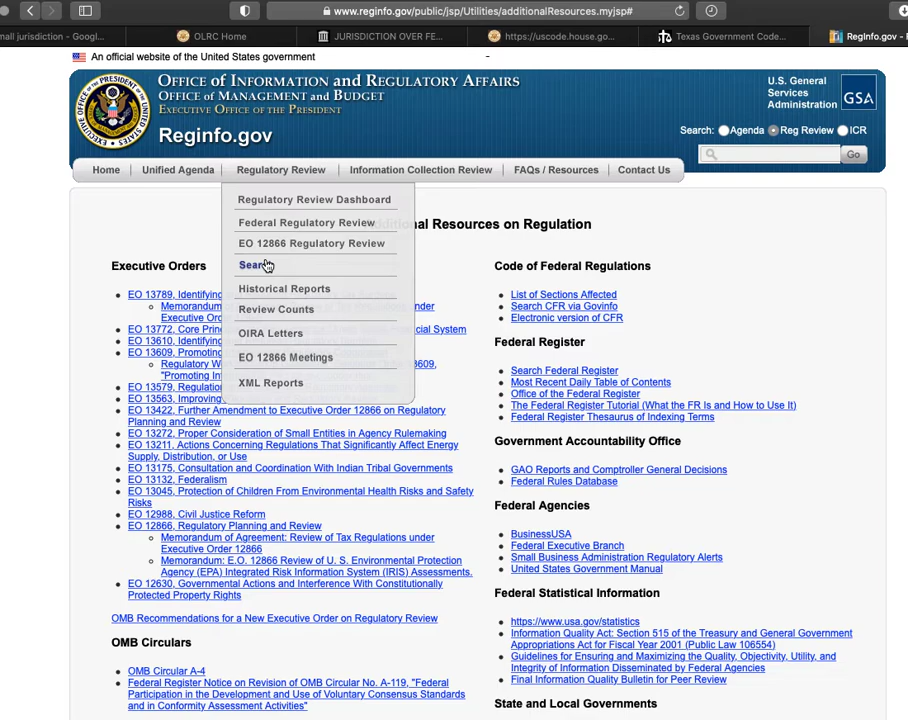 www.reginfo.gov/public/jsp/Utilities/additionalResources.myjsp#
mall jurisdiction - Googl...
OLRC Home
JURISDICTION OVER FE...
https://uscode.house.go...
Texas Government Code...
RegInfo.gov -
An official website of the United States government
OFFICE OF INFORMATION AND REGULATORY AFFAIRS
OFFICE OF MANAGEMENT AND BUDGET
EXECUTIVE OFFICE OF THE PRESIDENT
Reginfo.gov
U.S. General
Services
Administration
GSA
Search: Agenda Reg Review ICR
Go
Home
Unified Agenda
Regulatory Review
Information Collection Review
FAQs / Resources
Contact Us
Regulatory Review Dashboard
Federal Regulatory Review
EO 12866 Regulatory Review
Historical Reports
Review Counts
OIRA Letters
EO 12866 Meetings
XML Reports
Additional Resources on Regulation
Executive Orders
EO 13789, Identifying
Memorandum
under
Executive Order
EO 13772, Core Prin
ial System
EO 13610, Identifying
EO 13609, Promoting
Regulatory W
3609,
"Promoting In
EO 13579, Regulation
EO 13563, Improving
EO 13422, Further Amendment to Executive Order 12866 on Regulatory
Planning and Review
EO 13272, Proper Consideration of Small Entities in Agency Rulemaking
EO 13211, Actions Concerning Regulations That Significantly Affect Energy
Supply, Distribution, or Use
EO 13175, Consultation and Coordination With Indian Tribal Governments
EO 13132, Federalism
EO 13045, Protection of Children From Environmental Health Risks and Safety
Risks
EO 12988, Civil Justice Reform
EO 12866, Regulatory Planning and Review
Memorandum of Agreement: Review of Tax Regulations under
Executive Order 12866
Memorandum: E.O. 12866 Review of U. S. Environmental Protection
Agency (EPA) Integrated Risk Information System (IRIS) Assessments.
EO 12630, Governmental Actions and Interference With Constitutionally
Protected Property Rights
OMB Recommendations for a New Executive Order on Regulatory Review
OMB Circulars
OMB Circular A-4
Federal Register Notice on Revision of OMB Circular No. A-119, "Federal
Participation in the Development and Use of Voluntary Consensus Standards
and in Conformity Assessment Activities"
Code of Federal Regulations
List of Sections Affected
Search CFR via Govinfo
Electronic version of CFR
Federal Register
Search Federal Register
Most Recent Daily Table of Contents
Office of the Federal Register
The Federal Register Tutorial (What the FR Is and How to Use It)
Federal Register Thesaurus of Indexing Terms
Government Accountability Office
GAO Reports and Comptroller General Decisions
Federal Rules Database
Federal Agencies
BusinessUSA
Federal Executive Branch
Small Business Administration Regulatory Alerts
United States Government Manual
Federal Statistical Information
https://www.usa.gov/statistics
Information Quality Act: Section 515 of the Treasury and General Government
Appropriations Act for Fiscal Year 2001 (Public Law 106554)
Guidelines for Ensuring and Maximizing the Quality, Objectivity, Utility, and
Integrity of Information Disseminated by Federal Agencies
Final Information Quality Bulletin for Peer Review
State and Local Governments